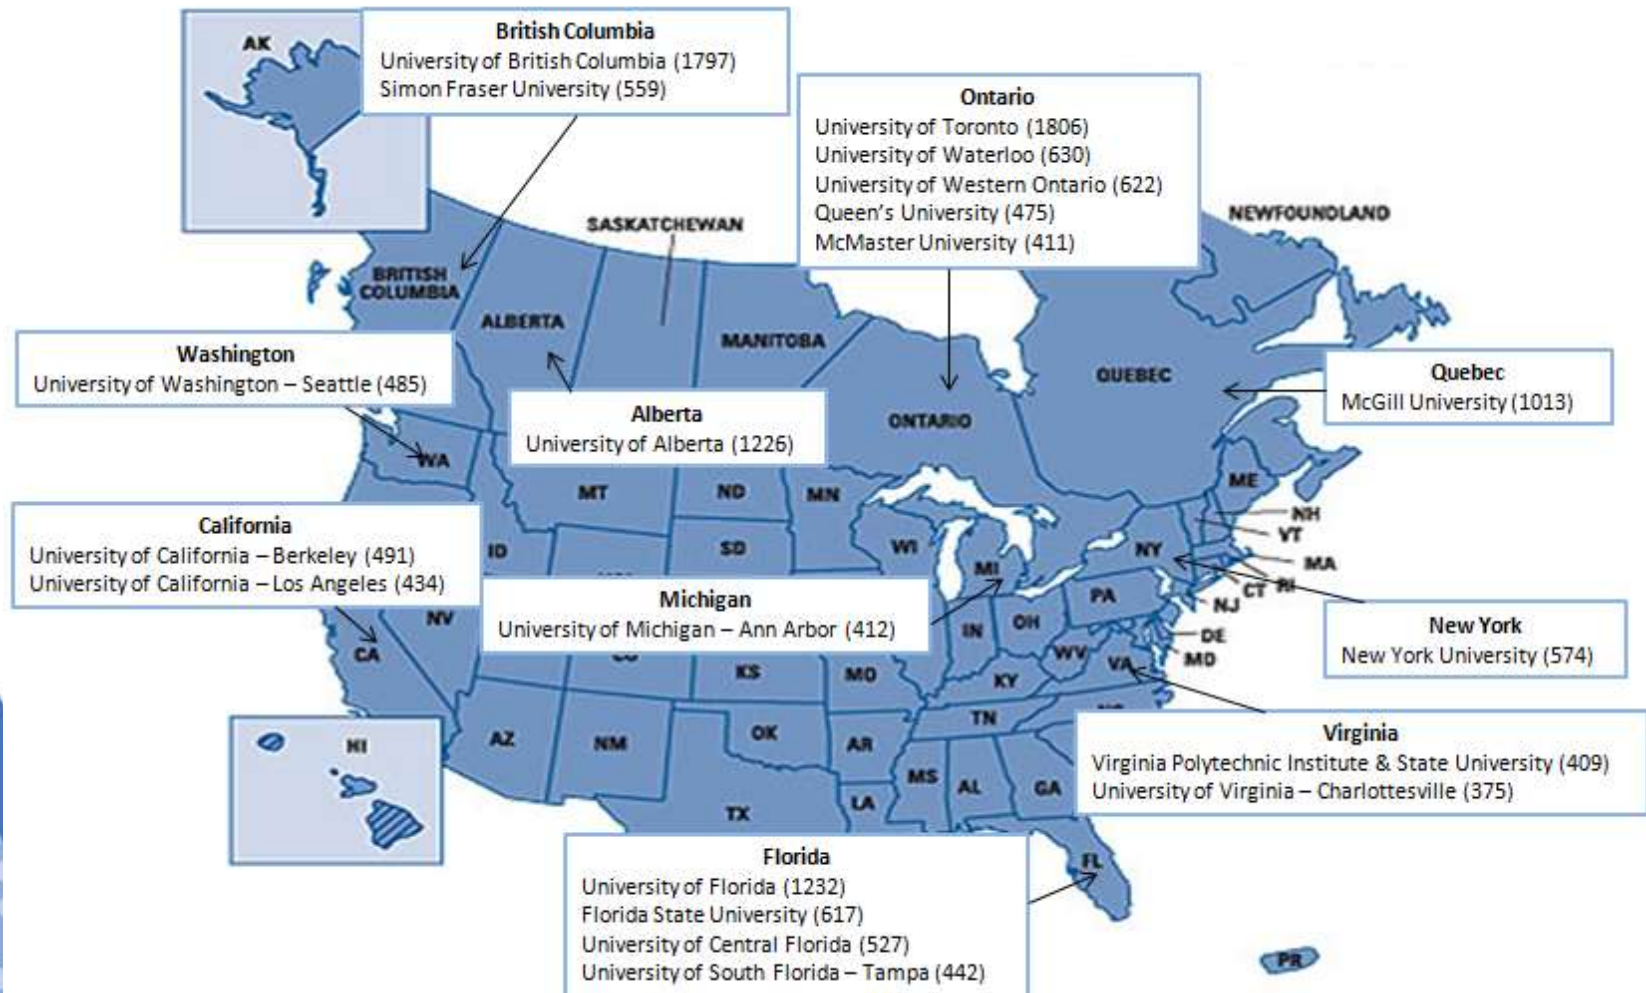 AK
British Columbia
University of British Columbia (1797)
Simon Fraser University (559)
Ontario
University of Toronto (1806)
University of Waterloo (630)
University of Western Ontario (622)
Queen's University (475)
McMaster University (411)
SASKATCHEWAN
NEWFOUNDLAND
BRITISH
COLUMBIA
ALBERTA
MANITOBA
QUEBEC
ONTARIO
Washington
University of Washington – Seattle (485)
Alberta
University of Alberta (1226)
Quebec
McGill University (1013)
WA
MT
ND
MN
ME
NH
VT
California
University of California – Berkeley (491)
University of California – Los Angeles (434)
ID
SD
WI
MI
NY
MA
RI
CT
NJ
PA
Michigan
University of Michigan – Ann Arbor (412)
New York
New York University (574)
NV
CA
KS
MO
IN
OH
WV
VA
DE
MD
KY
TN
AZ
NM
OK
AR
MS
AL
GA
LA
TX
HI
Virginia
Virginia Polytechnic Institute & State University (409)
University of Virginia – Charlottesville (375)
Florida
University of Florida (1232)
Florida State University (617)
University of Central Florida (527)
University of South Florida – Tampa (442)
FL
PR